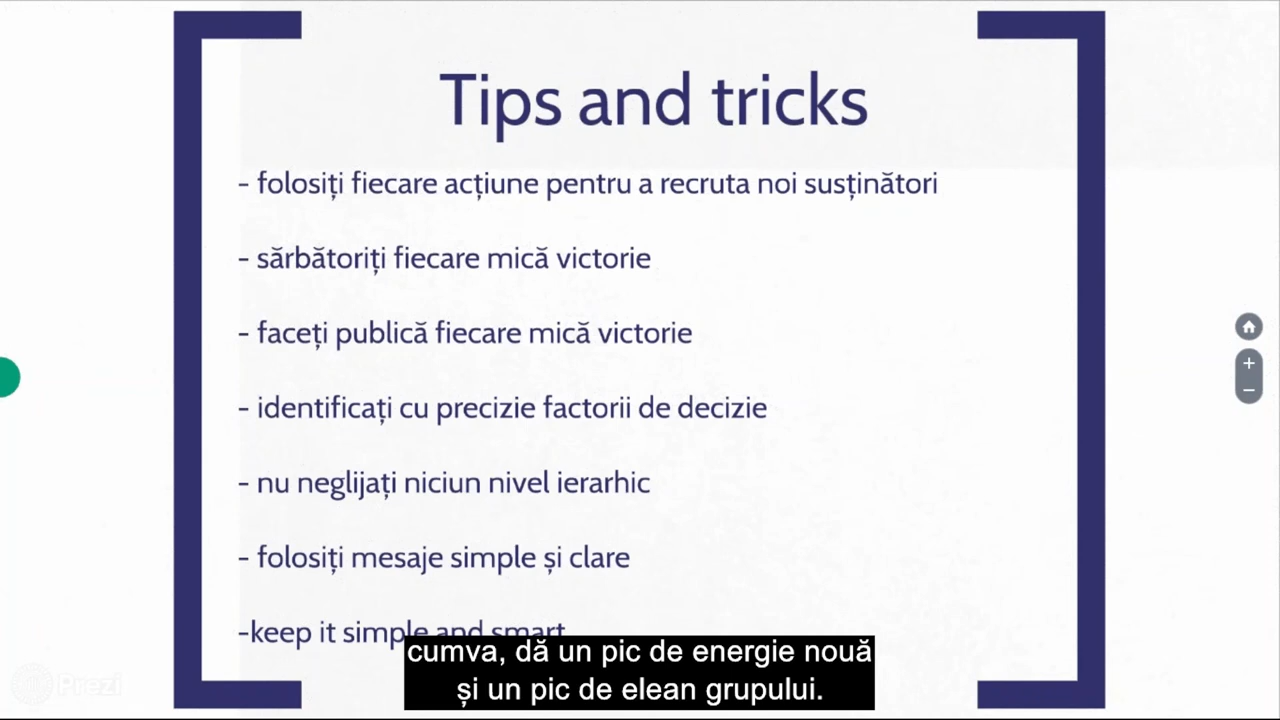 Tips and tricks
- folosiți fiecare acțiune pentru a recruta noi susținători
- sărbătoriți fiecare mică victorie
- faceți publică fiecare mică victorie
- identificați cu precizie factorii de decizie
- nu neglijați niciun nivel ierarhic
- folosiți mesaje simple și clare
-keep it simple and smart
cumva, dă un pic de energie nouă
și un pic de elean grupului.
Prezi